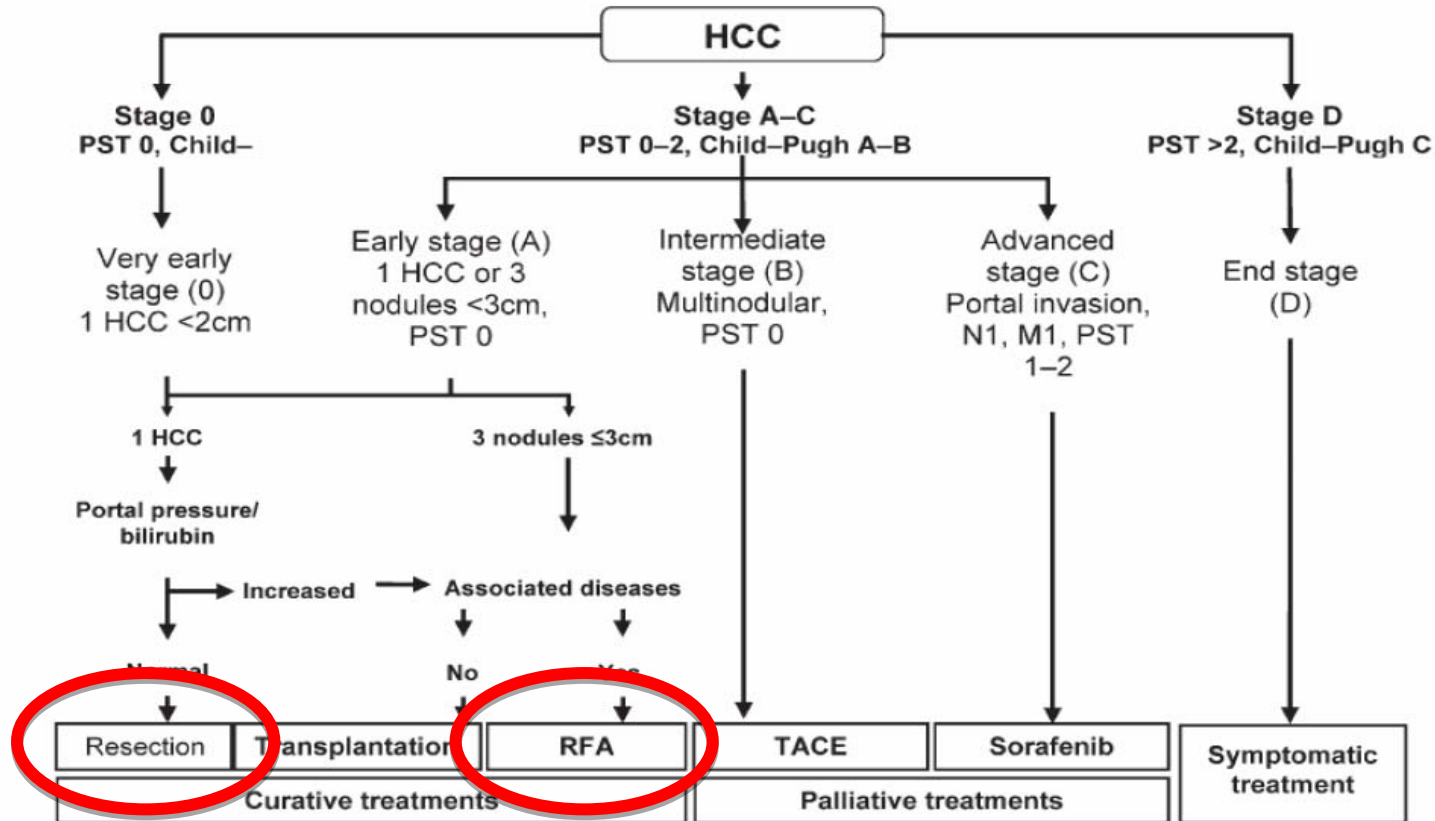 HCC
Stage 0
PST 0, Child–
Stage A–C
PST 0–2, Child–Pugh A–B
Stage D
PST >2, Child–Pugh C
Very early
stage (0)
1 HCC <2cm
Early stage (A)
1 HCC or 3
nodules <3cm,
PST 0
Intermediate
stage (B)
Multinodular,
PST 0
Advanced
stage (C)
Portal invasion,
N1, M1, PST
1–2
End stage
(D)
1 HCC
3 nodules ≤3cm
Portal pressure/
bilirubin
Increased
Associated diseases
Normal
No
Yes
Resection
Transplantation
RFA
TACE
Sorafenib
Symptomatic
treatment
Curative treatments
Palliative treatments